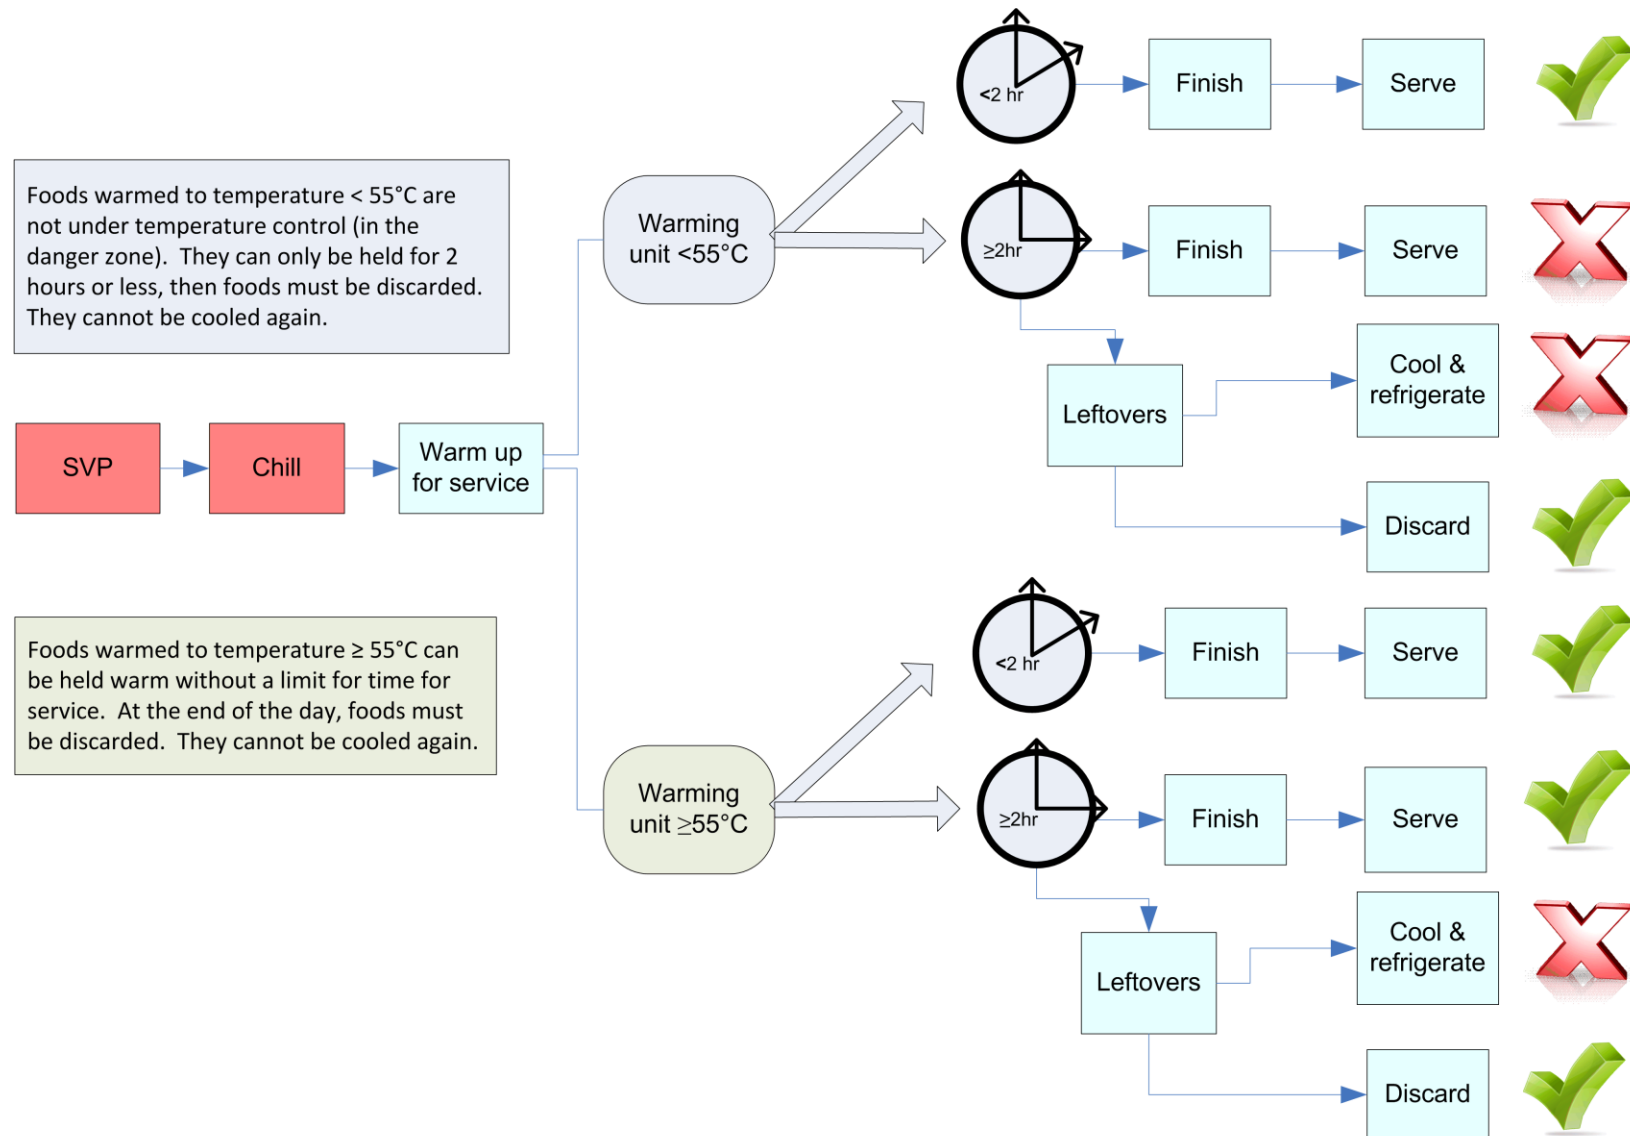 <2 hr
Finish
Serve
Foods warmed to temperature < 55°C are
not under temperature control (in the
danger zone).  They can only be held for 2
hours or less, then foods must be discarded.
They cannot be cooled again.
Warming
unit <55°C
≥2hr
Finish
Serve
Cool &
refrigerate
Leftovers
SVP
Chill
Warm up
for service
Discard
Foods warmed to temperature ≥ 55°C can
be held warm without a limit for time for
service.  At the end of the day, foods must
be discarded.  They cannot be cooled again.
<2 hr
Finish
Serve
Warming
unit ≥55°C
≥2hr
Finish
Serve
Cool &
refrigerate
Leftovers
Discard